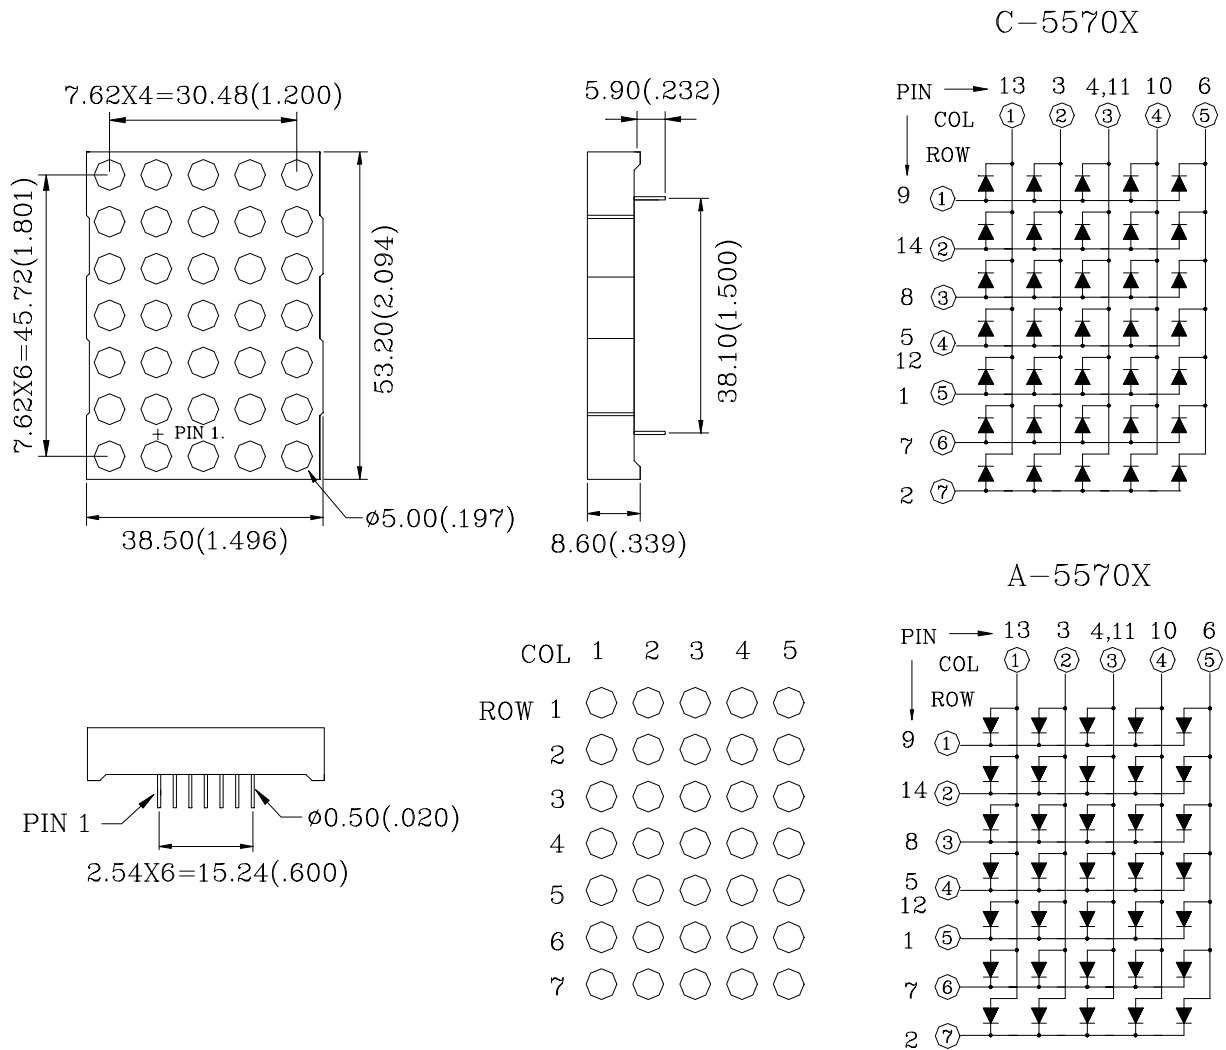 C-5570X
7.62X4=30.48(1.200)
7.62X6=45.72(1.801)
+ PIN 1.
53.20(2.094)
ø5.00(.197)
38.50(1.496)
5.90(.232)
38.10(1.500)
8.60(.339)
PIN 13 3 4,11 10 6
COL 1 2 3 4 5
ROW
9 1
14 2
8 3
5 4
12
1 5
7 6
2 7
PIN 1
ø0.50(.020)
2.54X6=15.24(.600)
COL 1 2 3 4 5
ROW 1
2
3
4
5
6
7
A-5570X
PIN 13 3 4,11 10 6
COL 1 2 3 4 5
ROW
9 1
14 2
8 3
5 4
12
1 5
7 6
2 7